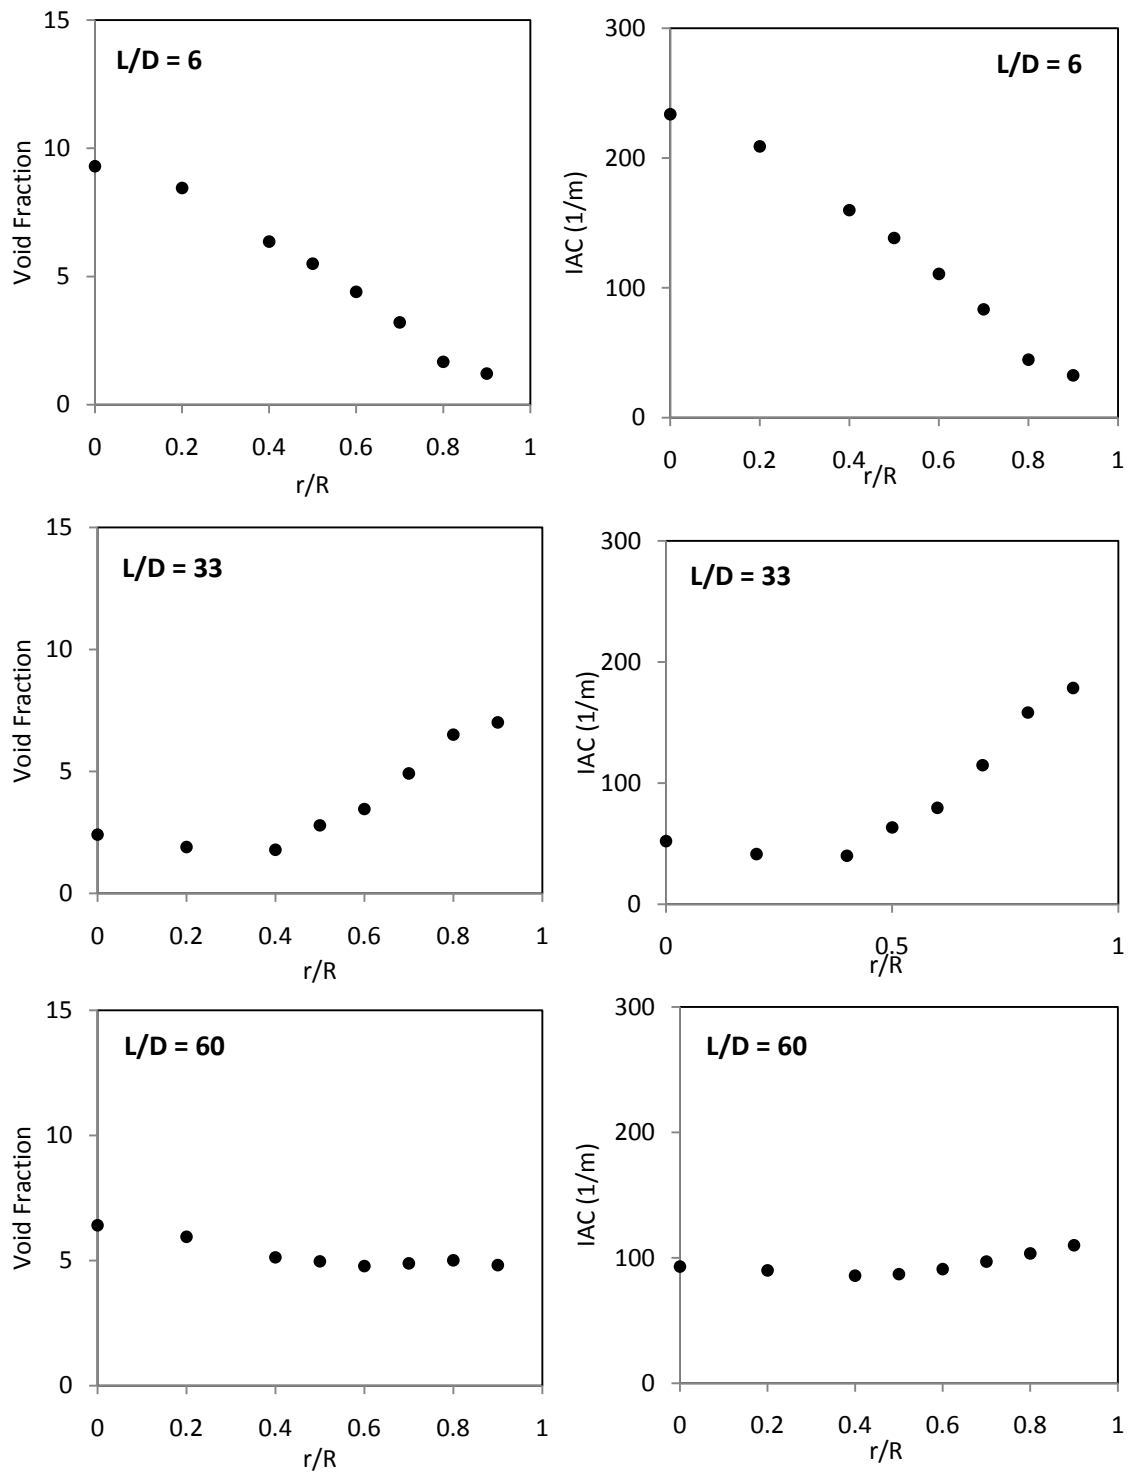 L/D = 6
Void Fraction
15
10
5
0
0 0.2 0.4 0.6 0.8 1
r/R
L/D = 6
IAC (1/m)
300
200
100
0
0 0.2 0.4 0.6 0.8 1
r/R
L/D = 33
Void Fraction
15
10
5
0
0 0.2 0.4 0.6 0.8 1
r/R
L/D = 33
IAC (1/m)
300
200
100
0
0 0.5 1
r/R
L/D = 60
Void Fraction
15
10
5
0
0 0.2 0.4 0.6 0.8 1
r/R
L/D = 60
IAC (1/m)
300
200
100
0
0 0.2 0.4 0.6 0.8 1
r/R